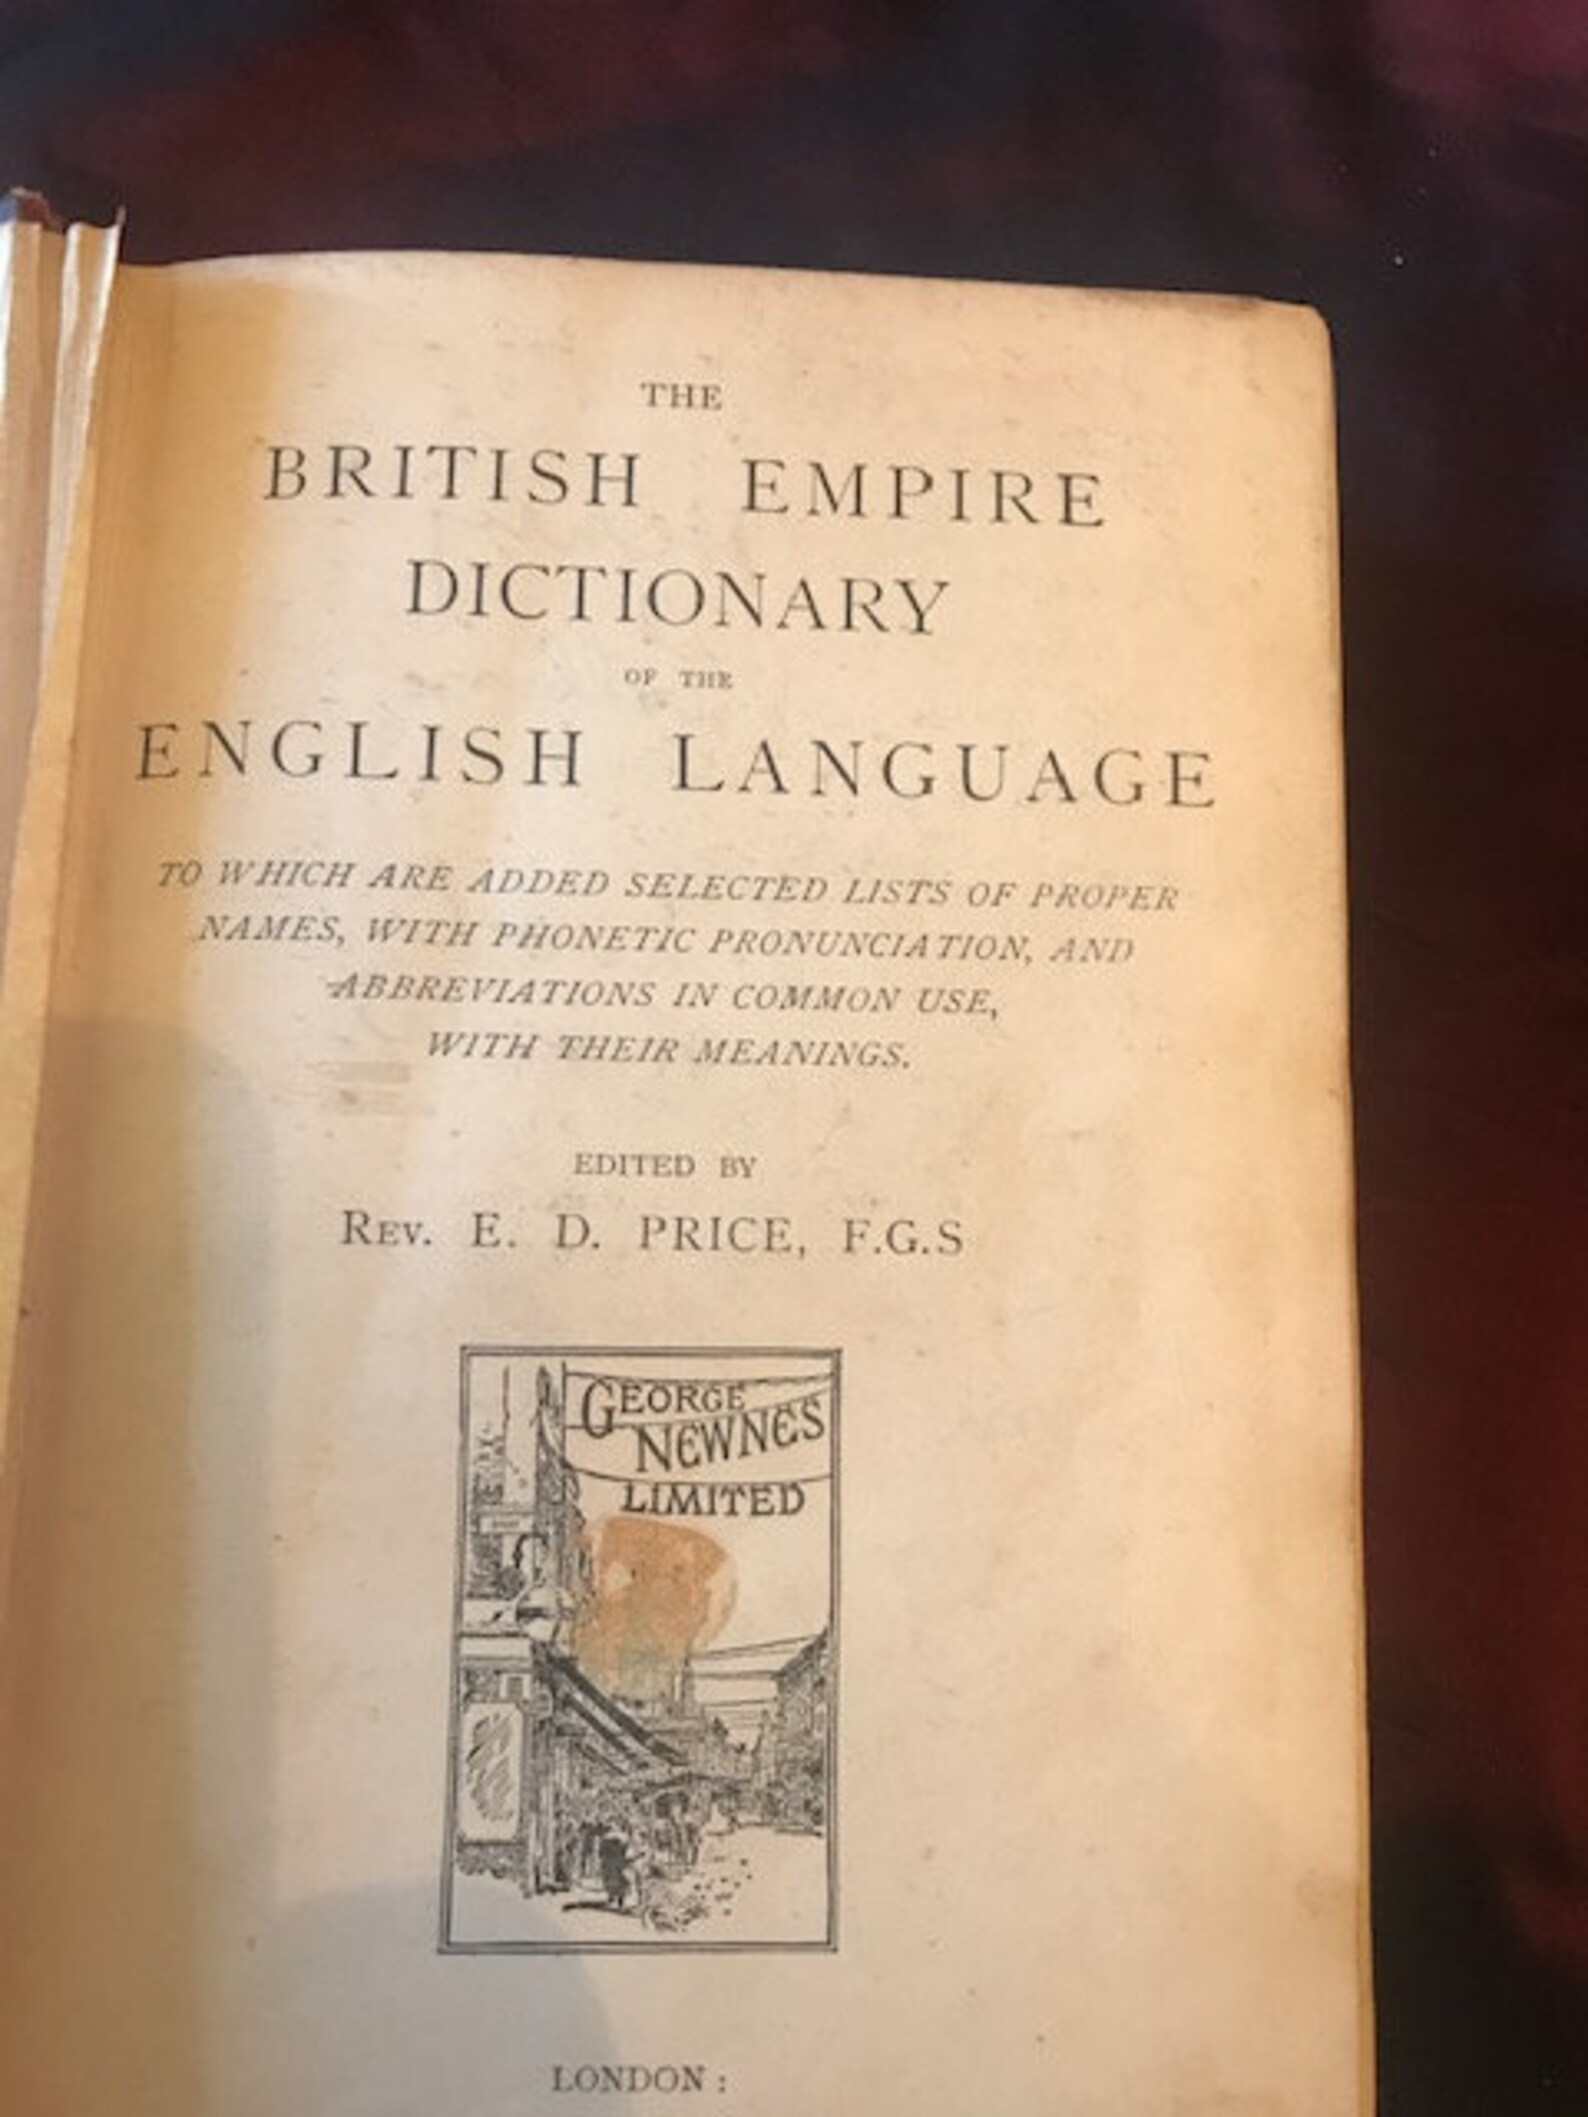 THE
BRITISH EMPIRE
DICTIONARY
OF THE
ENGLISH LANGUAGE
TO WHICH ARE ADDED SELECTED LISTS OF PROPER
NAMES, WITH PHONETIC PRONUNCIATION, AND
ABBREVIATIONS IN COMMON USE,
WITH THEIR MEANINGS.
EDITED BY
REV. E. D. PRICE, F.G.S
GEORGE
NEWNES
LIMITED
LONDON: